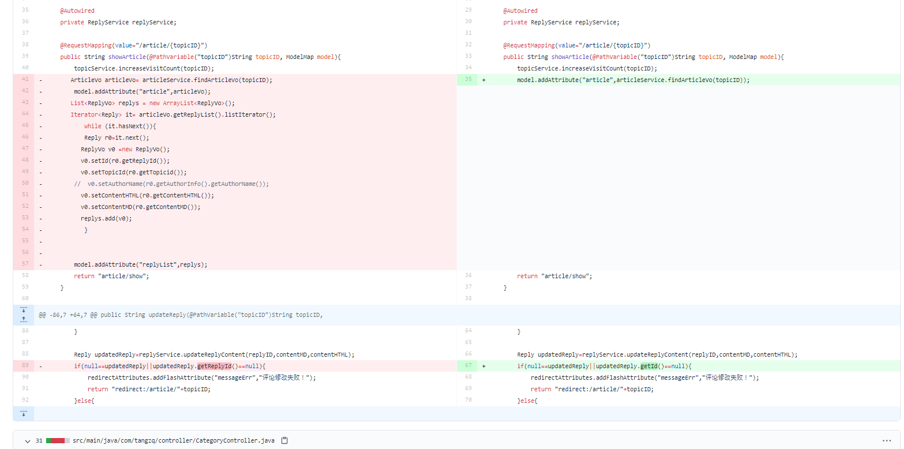 35 @Autowired
36 private ReplyService replyService;
37
38 @RequestMapping(value="/article/{topicID}")
39 public String showArticle(@PathVariable("topicID")String topicID, ModelMap model){
40 topicService.increaseVisitCount(topicID);
41 - ArticleVo articleVo= articleService.findArticleVo(topicID);
42 - model.addAttribute("article",articleVo);
43 - List<ReplyVo> replys = new ArrayList<ReplyVo>();
44 - Iterator<Reply> it= articleVo.getReplyList().listIterator();
45 - while (it.hasNext()){
46 - Reply r0=it.next();
47 - ReplyVo v0 =new ReplyVo();
48 - v0.setId(r0.getReplyId());
49 - v0.setTopicId(r0.getTopicid());
50 - // v0.setAuthorName(r0.getAuthorInfo().getAuthorName());
51 - v0.setContentHTML(r0.getContentHTML());
52 - v0.setContentMD(r0.getContentMD());
53 - replys.add(v0);
54 - }
55 -
56 -
57 - model.addAttribute("replyList",replys);
58 return "article/show";
59 }
60
29 @Autowired
30 private ReplyService replyService;
31
32 @RequestMapping(value="/article/{topicID}")
33 public String showArticle(@PathVariable("topicID")String topicID, ModelMap model){
34 topicService.increaseVisitCount(topicID);
35 + model.addAttribute("article",articleService.findArticleVo(topicID));
36 return "article/show";
37 }
38
@@ -86,7 +64,7 @@ public String updateReply(@PathVariable("topicID")String topicID,
86 }
87
88 Reply updatedReply=replyService.updateReplyContent(replyID,contentMD,contentHTML);
89 - if(null==updatedReply||updatedReply.getReplyId()==null){
90 redirectAttributes.addFlashAttribute("messageErr","评论修改失败！");
91 return "redirect:/article/"+topicID;
92 }else{
64 }
65
66 Reply updatedReply=replyService.updateReplyContent(replyID,contentMD,contentHTML);
67 + if(null==updatedReply||updatedReply.getId()==null){
68 redirectAttributes.addFlashAttribute("messageErr","评论修改失败！");
69 return "redirect:/article/"+topicID;
70 }else{
31 src/main/java/com/tangzq/controller/CategoryController.java